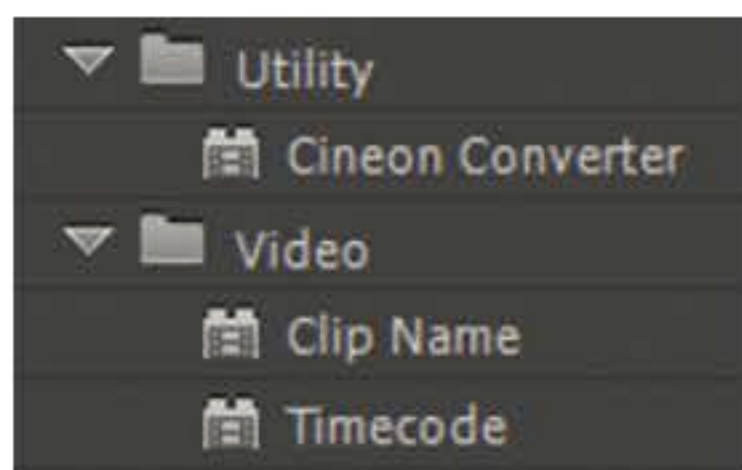 Utility
Cineon Converter
Video
Clip Name
Timecode